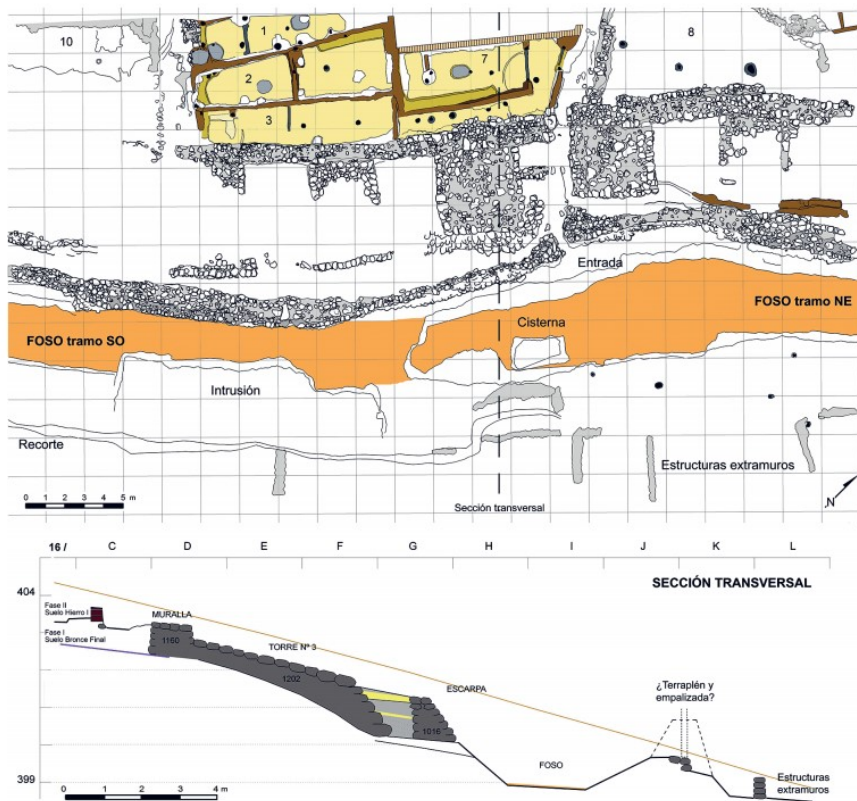 10
1
2
3
7
8
Entrada
FOSO tramo NE
Cisterna
FOSO tramo SO
Intrusión
Recorte
Estructuras extramuros
0 1 2 3 4 5 m
Sección transversal
N
16 / C D E F G H I J K L
SECCIÓN TRANSVERSAL
404
Fase II
Suelo Hierro I
Fase I
Suelo Bronce Final
MURALLA
1160
TORRE Nº 3
1202
ESCARPA
1016
FOSO
¿Terraplén y
empalizada?
Estructuras
extramuros
399
0 1 2 3 4 m